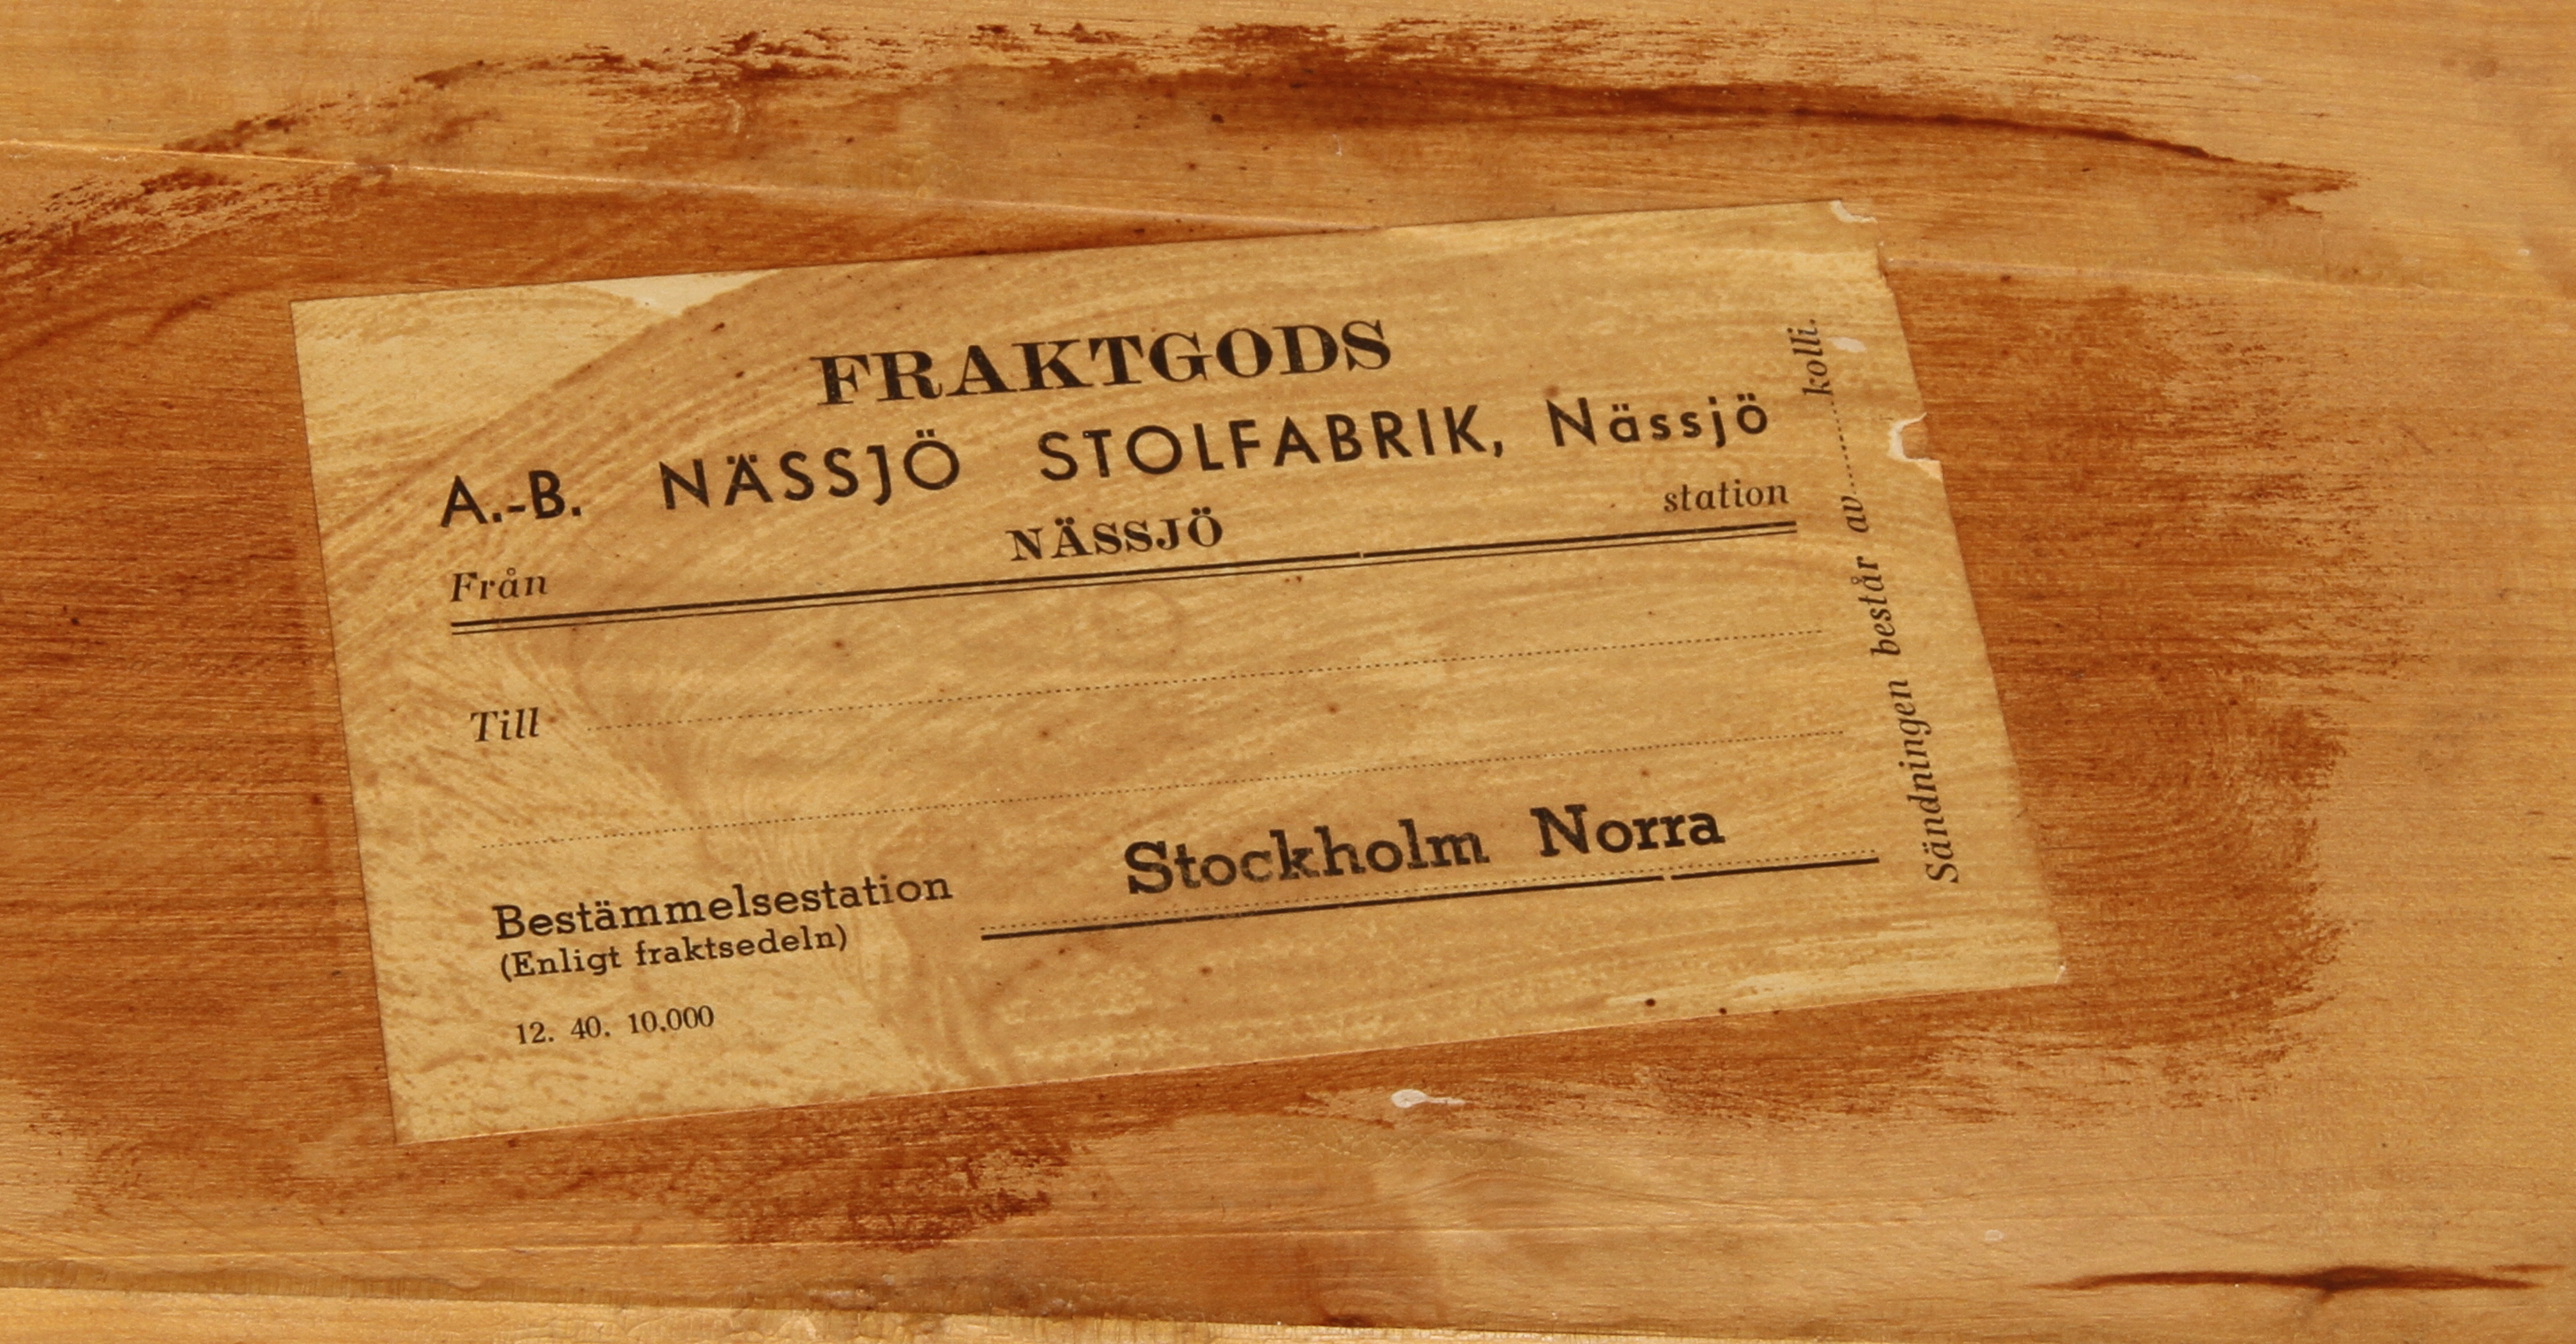 FRAKTGODS
A.-B. NÄSSJÖ STOLFABRIK, Nässjö
Från NÄSSJÖ station
Till
Bestämmelsestation Stockholm Norra
(Enligt fraktsedeln)
12. 40. 10.000
Sändningen består av........kolli.